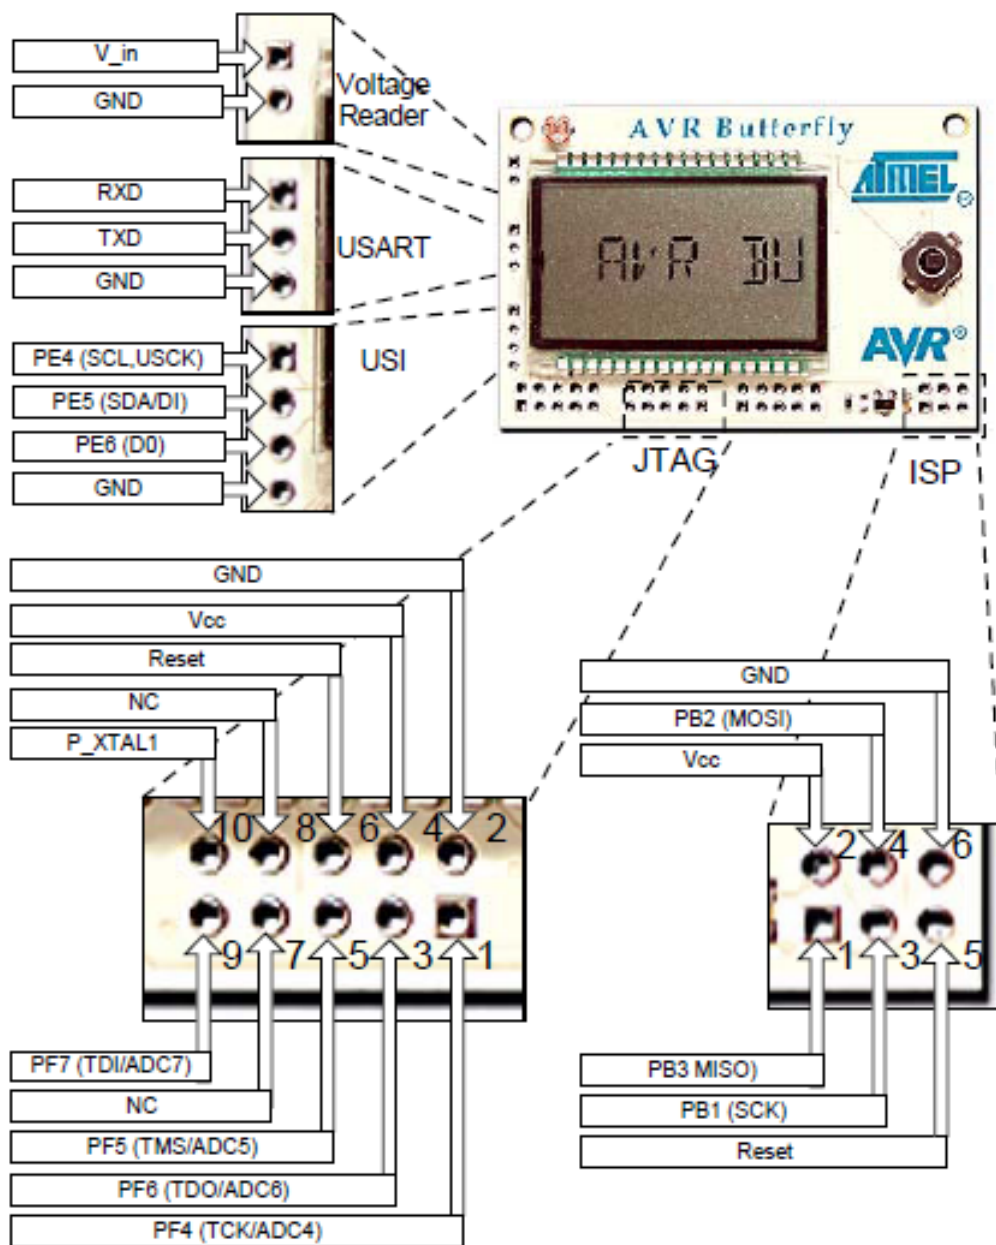 V_in
GND
Voltage
Reader
RXD
TXD
GND
USART
PE4 (SCL,USCK)
PE5 (SDA/DI)
PE6 (D0)
GND
USI
AVR Butterfly
ATMEL
AVR BU
AVR®
JTAG
ISP
GND
Vcc
Reset
NC
P_XTAL1
10 8 6 4 2
9 7 5 3 1
PF7 (TDI/ADC7)
NC
PF5 (TMS/ADC5)
PF6 (TDO/ADC6)
PF4 (TCK/ADC4)
GND
PB2 (MOSI)
Vcc
2 4 6
1 3 5
PB3 MISO)
PB1 (SCK)
Reset